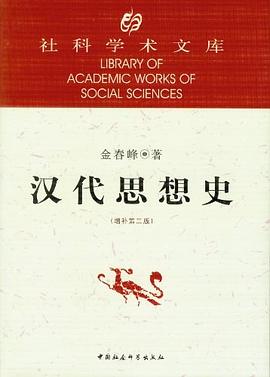 社科学术文库
LIBRARY OF
ACADEMIC WORKS OF
SOCIAL SCIENCES
金春峰 著
汉代思想史
(增补第三版)
中国社会科学出版社